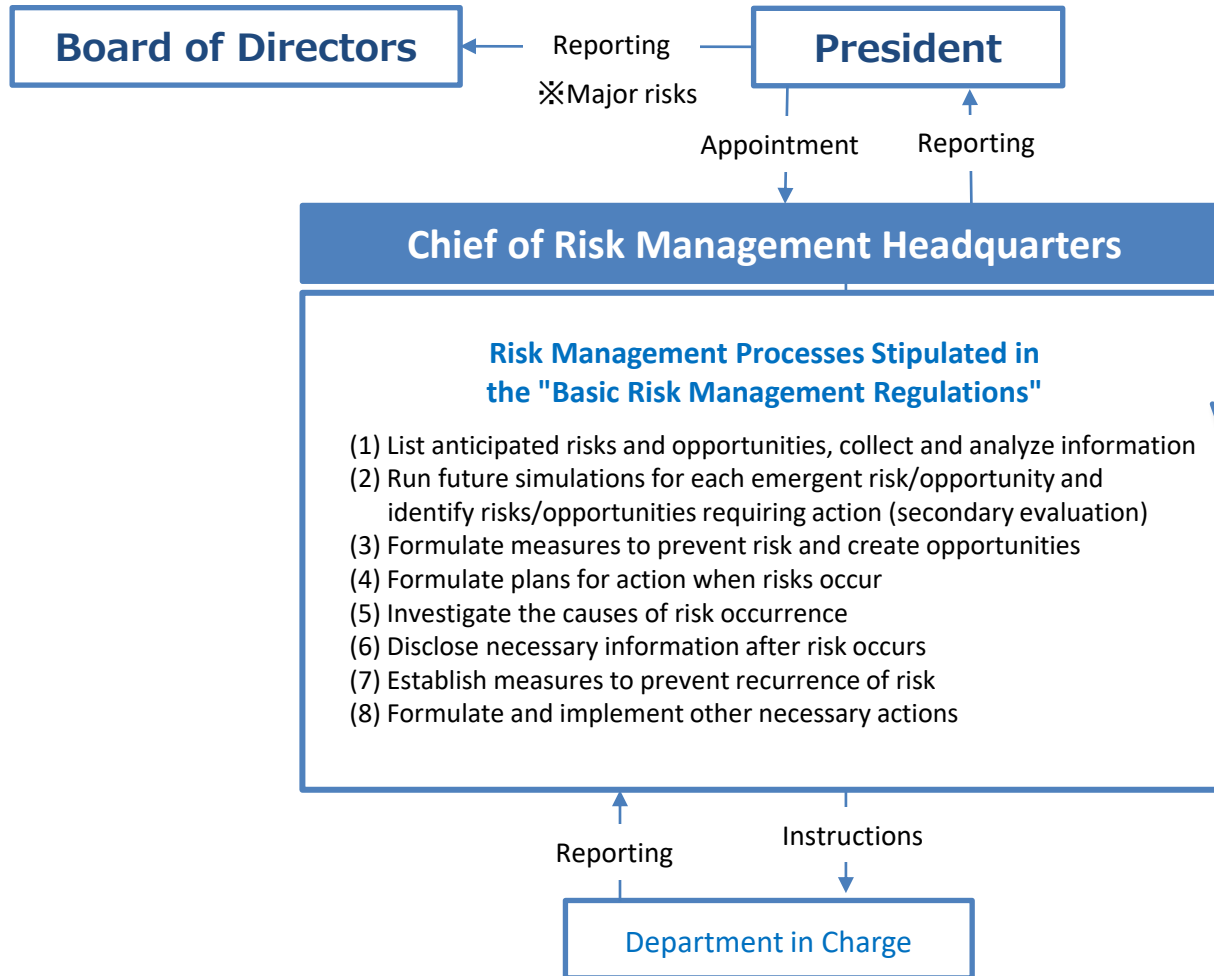 Board of Directors
Reporting
※Major risks
President
Appointment
Reporting
Chief of Risk Management Headquarters
Risk Management Processes Stipulated in
the "Basic Risk Management Regulations"
(1) List anticipated risks and opportunities, collect and analyze information
(2) Run future simulations for each emergent risk/opportunity and
identify risks/opportunities requiring action (secondary evaluation)
(3) Formulate measures to prevent risk and create opportunities
(4) Formulate plans for action when risks occur
(5) Investigate the causes of risk occurrence
(6) Disclose necessary information after risk occurs
(7) Establish measures to prevent recurrence of risk
(8) Formulate and implement other necessary actions
Reporting
Instructions
Department in Charge